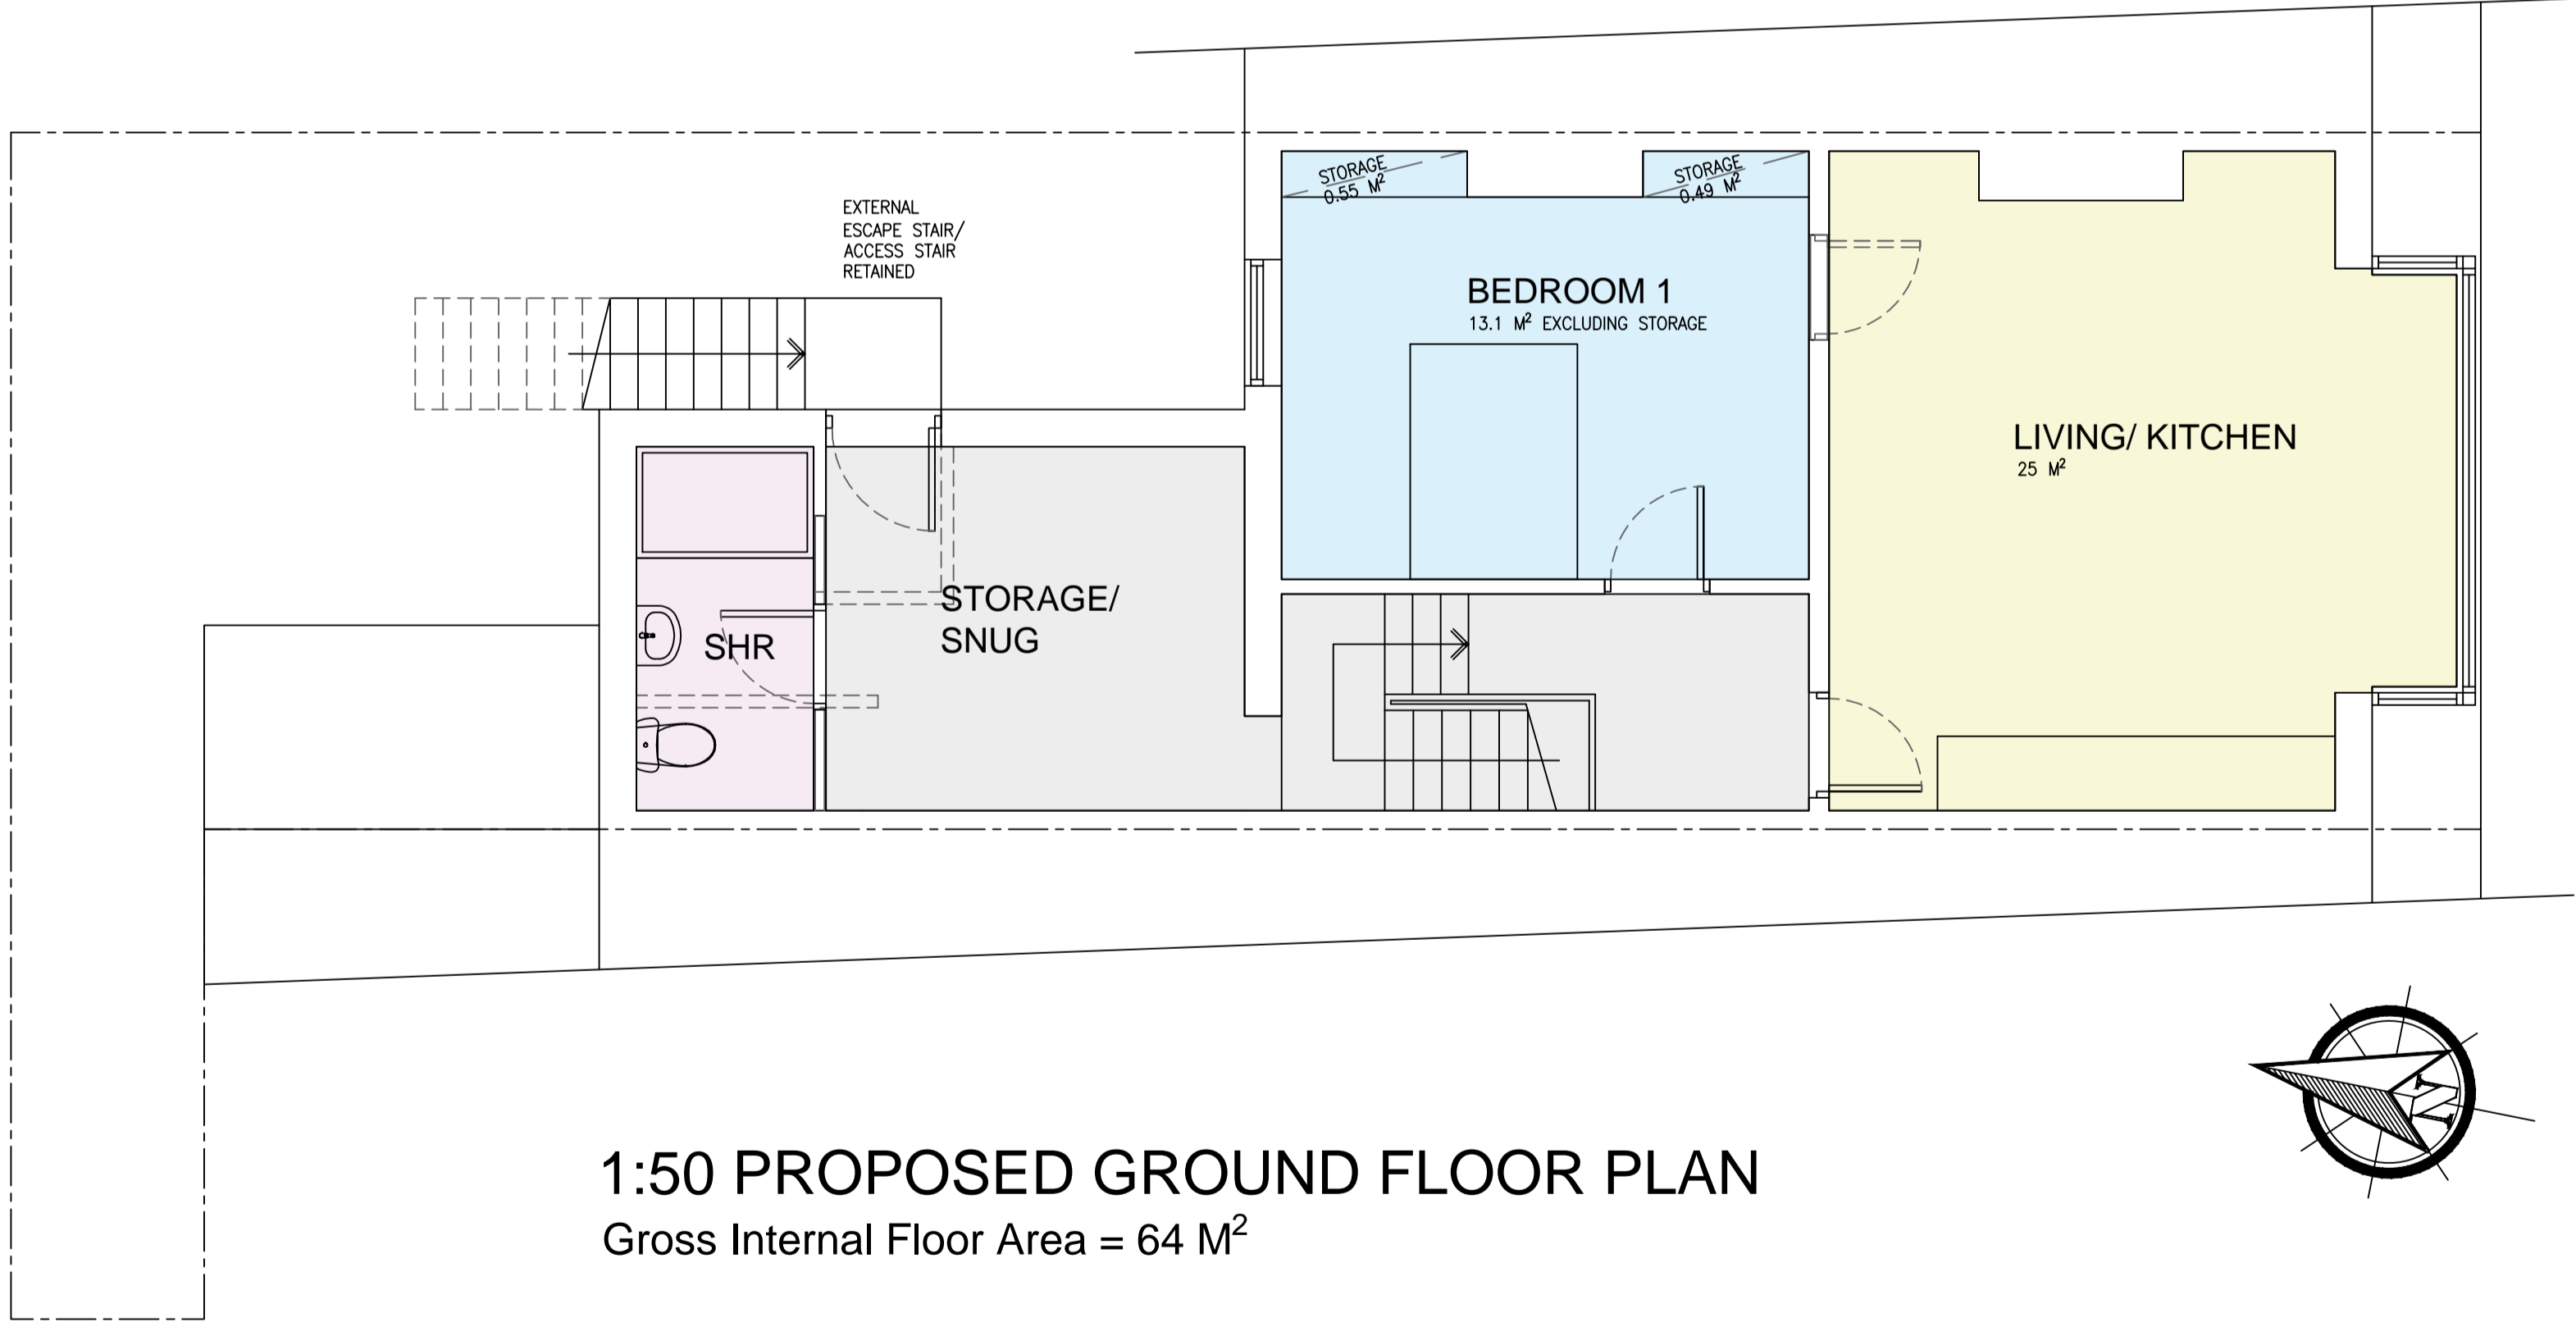 STORAGE
0.55 M²
STORAGE
0.49 M²
EXTERNAL
ESCAPE STAIR/
ACCESS STAIR
RETAINED
BEDROOM 1
13.1 M² EXCLUDING STORAGE
LIVING/ KITCHEN
25 M²
STORAGE/
SNUG
SHR
N
1:50 PROPOSED GROUND FLOOR PLAN
Gross Internal Floor Area = 64 M²